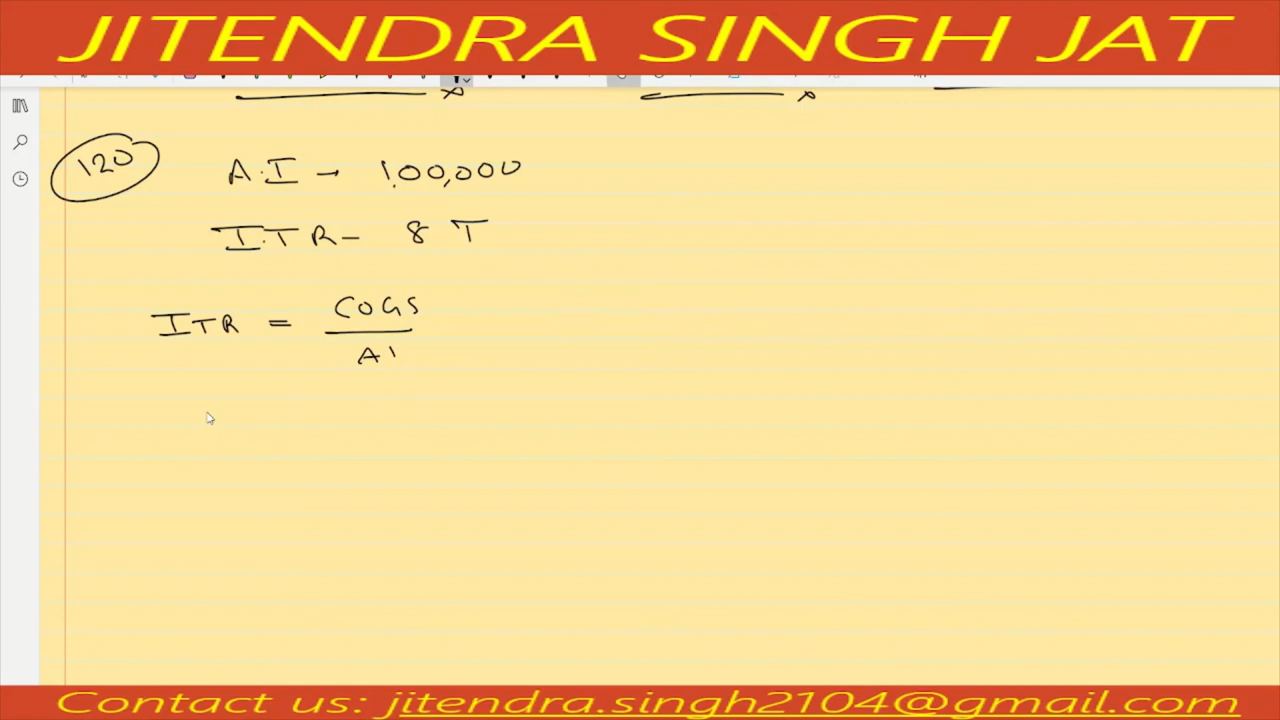 JITENDRA SINGH JAT
120
A.I - 1,00,000
I.T R- 8 T
ITR = COGS
AI
Contact us: jitendra.singh2104@gmail.com